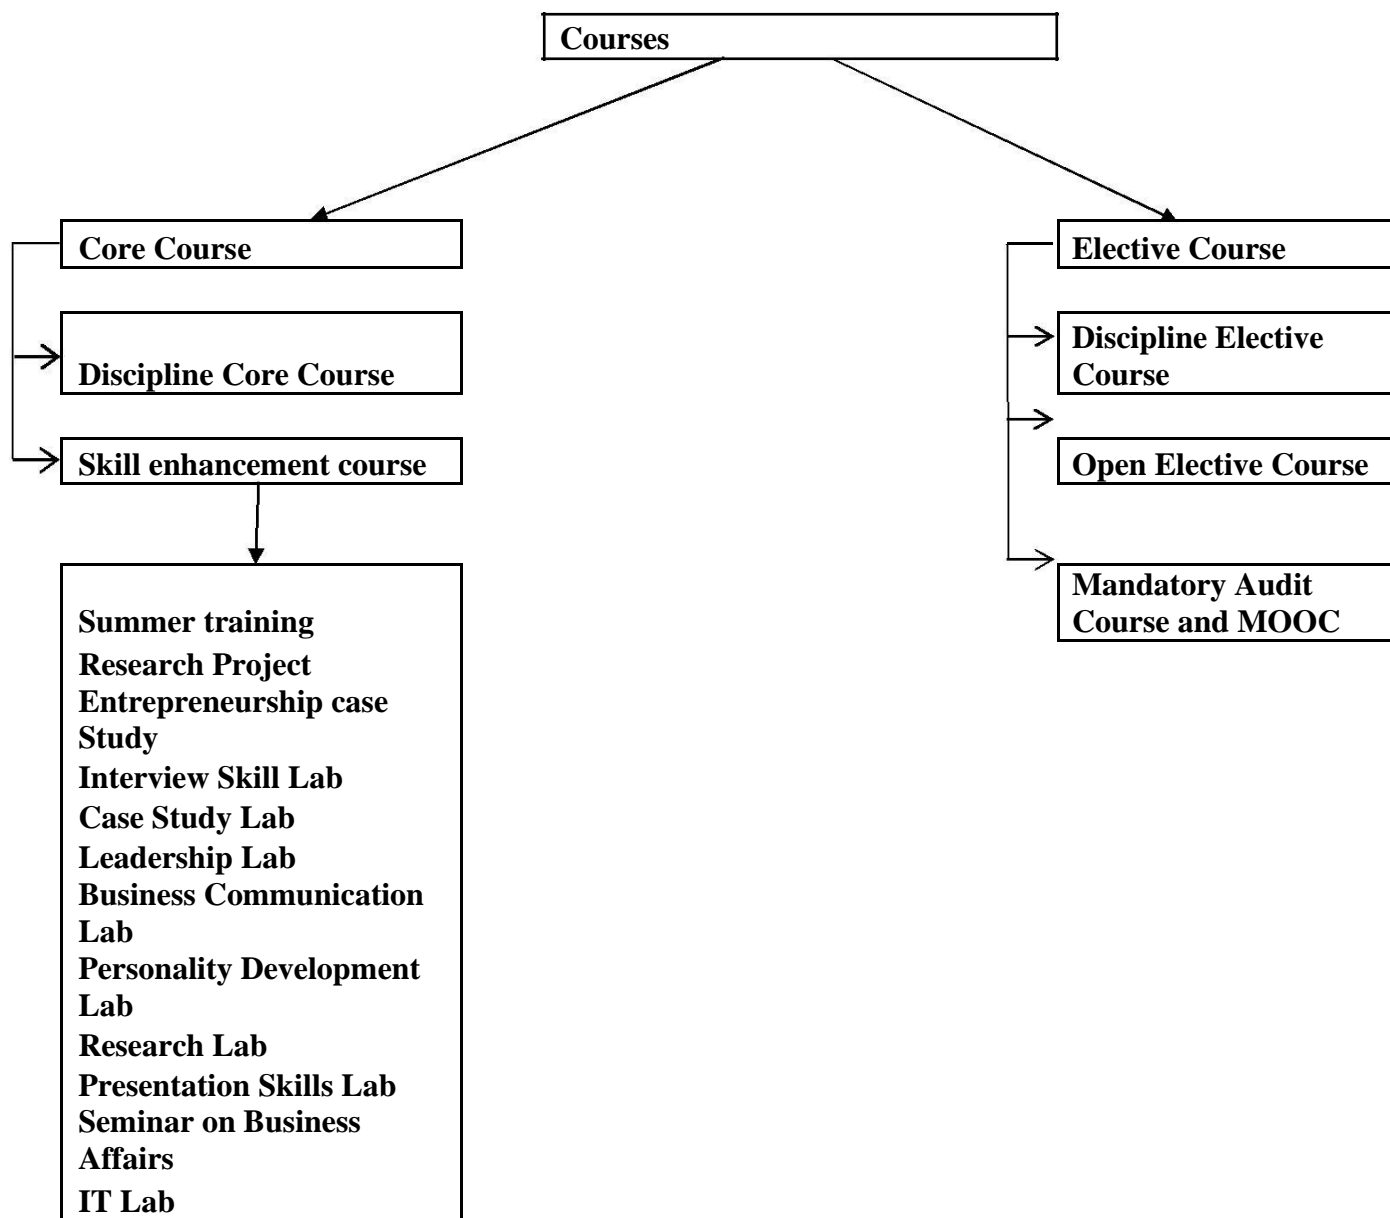 Courses
Core Course
Discipline Core Course
Skill enhancement course
Summer training
Research Project
Entrepreneurship case
Study
Interview Skill Lab
Case Study Lab
Leadership Lab
Business Communication
Lab
Personality Development
Lab
Research Lab
Presentation Skills Lab
Seminar on Business
Affairs
IT Lab
Elective Course
Discipline Elective
Course
Open Elective Course
Mandatory Audit
Course and MOOC